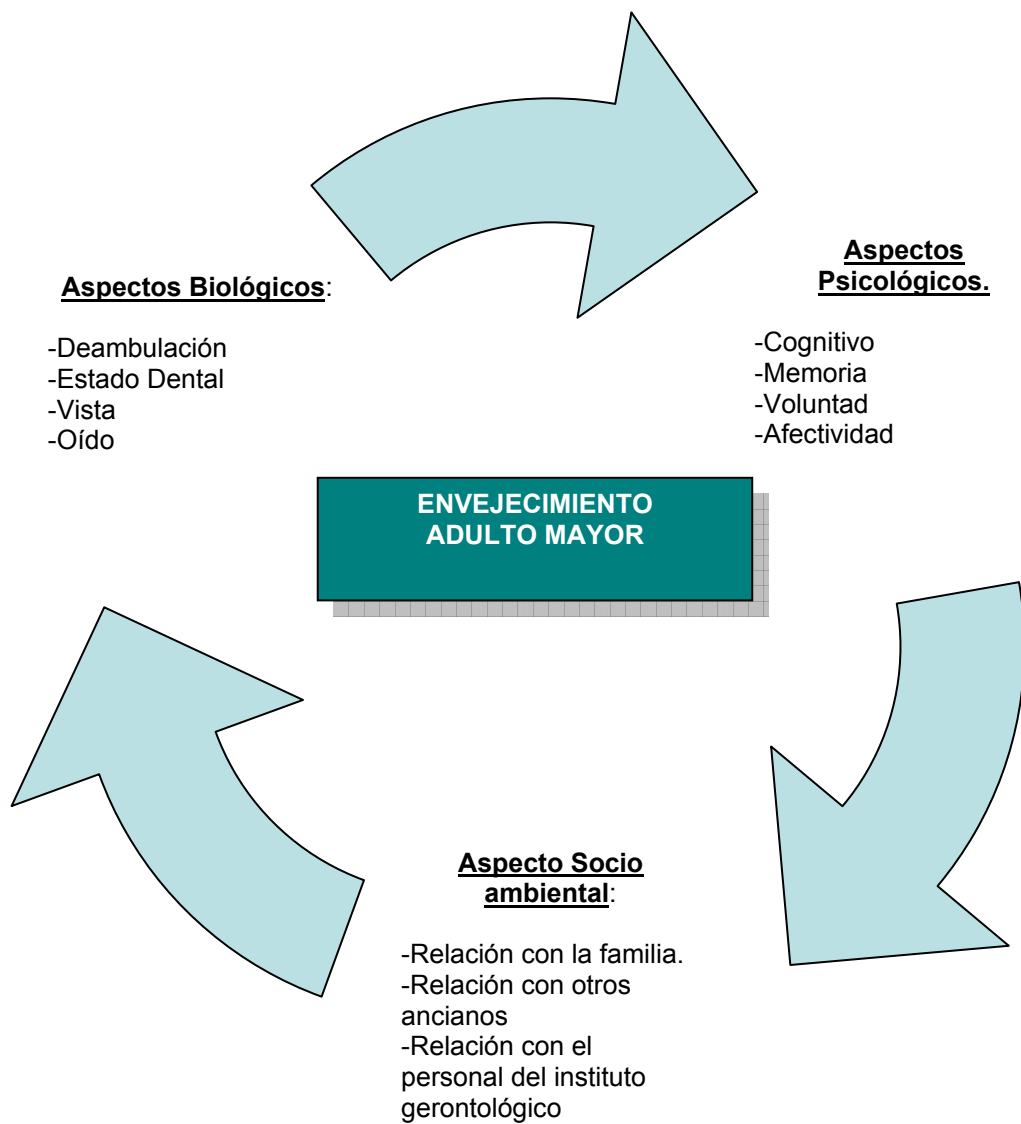 Aspectos Biológicos:
-Deambulación
-Estado Dental
-Vista
-Oído
Aspectos
Psicológicos.
-Cognitivo
-Memoria
-Voluntad
-Afectividad
ENVEJECIMIENTO
ADULTO MAYOR
Aspecto Socio
ambiental:
-Relación con la familia.
-Relación con otros
ancianos
-Relación con el
personal del instituto
gerontológico